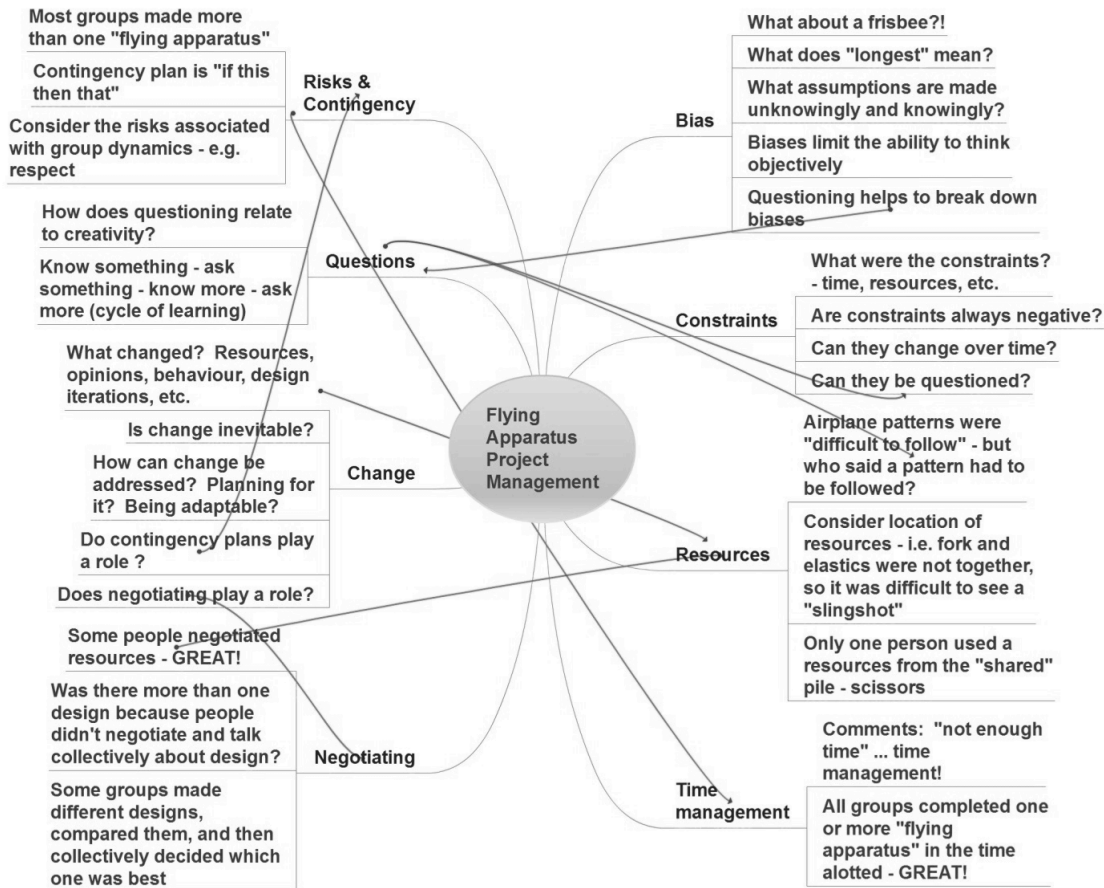 Most groups made more
than one "flying apparatus"
Contingency plan is "if this
then that"
Consider the risks associated
with group dynamics - e.g.
respect
Risks &
Contingency
How does questioning relate
to creativity?
Know something - ask
something - know more - ask
more (cycle of learning)
Questions
What changed?  Resources,
opinions, behaviour, design
iterations, etc.
Is change inevitable?
How can change be
addressed?  Planning for
it?  Being adaptable?
Do contingency plans play
a role ?
Does negotiating play a role?
Change
Some people negotiated
resources - GREAT!
Was there more than one
design because people
didn't negotiate and talk
collectively about design?
Some groups made
different designs,
compared them, and then
collectively decided which
one was best
Negotiating
Flying
Apparatus
Project
Management
Bias
What about a frisbee?!
What does "longest" mean?
What assumptions are made
unknowingly and knowingly?
Biases limit the ability to think
objectively
Questioning helps to break down
biases
Constraints
What were the constraints?
- time, resources, etc.
Are constraints always negative?
Can they change over time?
Can they be questioned?
Resources
Airplane patterns were
"difficult to follow" - but
who said a pattern had to
be followed?
Consider location of
resources - i.e. fork and
elastics were not together,
so it was difficult to see a
"slingshot"
Only one person used a
resources from the "shared"
pile - scissors
Time
management
Comments:  "not enough
time" ... time
management!
All groups completed one
or more "flying
apparatus" in the time
alotted - GREAT!